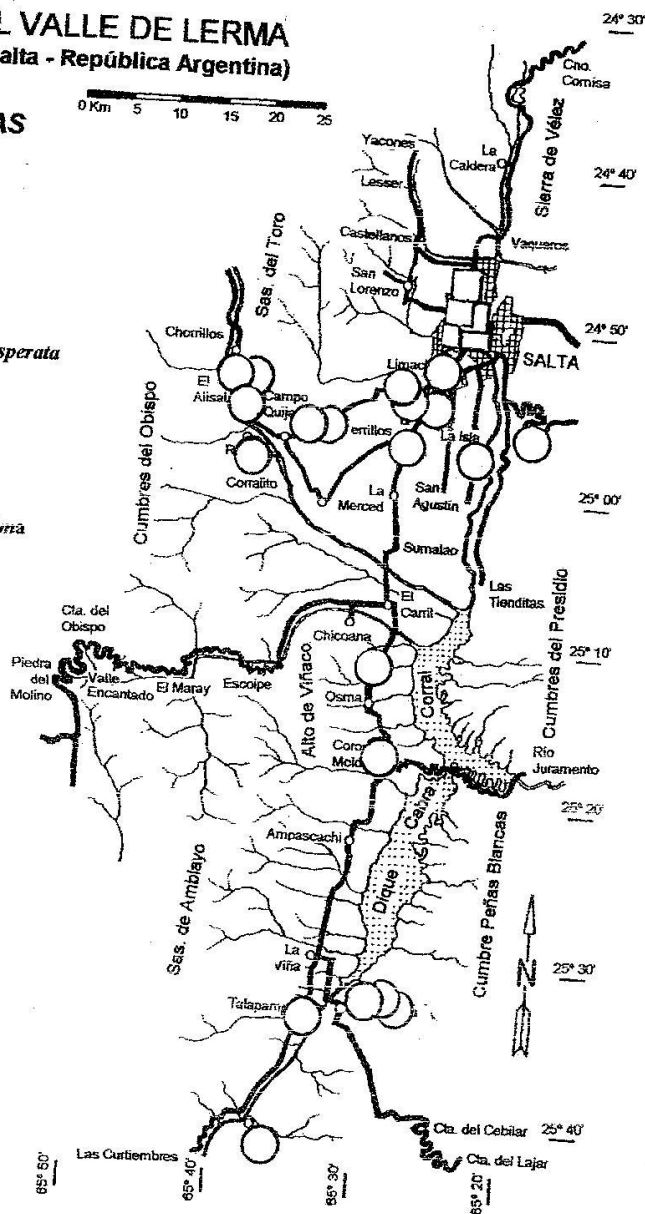 L VALLE DE LERMA
alta - República Argentina)
0 Km 5 10 15 20 25
AS
24° 30'
Cno.
Cornisa
Yacones
La
Caldera
Sierra de Vélez
24° 40'
Lesser
Castellanos
Vaqueros
Sas. del Toro
San
Lorenzo
24° 50'
Chorrillos
sperata
SALTA
El
Alisal
Campo
Quija
Limac
errillos
La Isla
Cumbres del Obispo
R
Corralito
La
Merced
San
Agustín
25° 00'
Sumalao
Las
Tienditas
El
Carril
Cta. del
Obispo
Chicoana
Cumbres del Presidio
25° 10'
Piedra
del
Molino
Valle
Encantado
El Maray
Escoipe
Alto de Viñaco
Osma
Corral
Coro
Mold
Río
Juramento
25° 20'
Cabra
Ampascachi
Dique
Cumbre Peñas Blancas
Sas. de Amblayo
La
Viña
N
25° 30'
Talapam
Cta. del Cebilar
25° 40'
Las Curtiembres
Cta. del Lajar
65° 50'
65° 40'
65° 30'
65° 20'